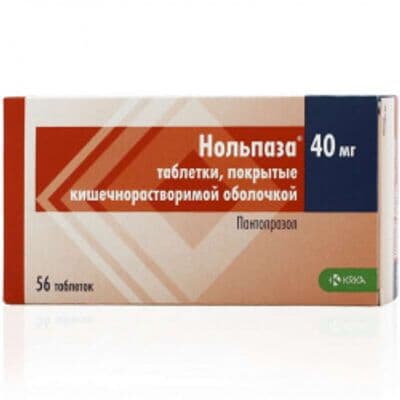 Нольпаза® 40 мг
таблетки, покрытые
кишечнорастворимой оболочкой
Пантопразол
56 таблеток
KRKA